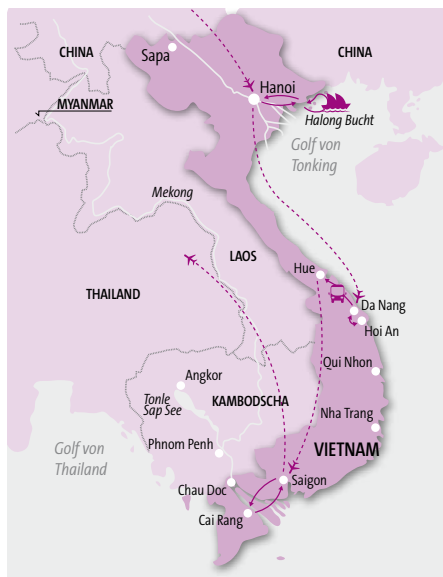 CHINA
Sapa
CHINA
Hanoi
MYANMAR
Halong Bucht
Golf von
Tonking
Mekong
LAOS
Hue
THAILAND
Da Nang
Hoi An
Qui Nhon
Angkor
Tonle
Sap See
KAMBODSCHA
Nha Trang
Phnom Penh
Golf von
Thailand
VIETNAM
Chau Doc
Saigon
Cai Rang